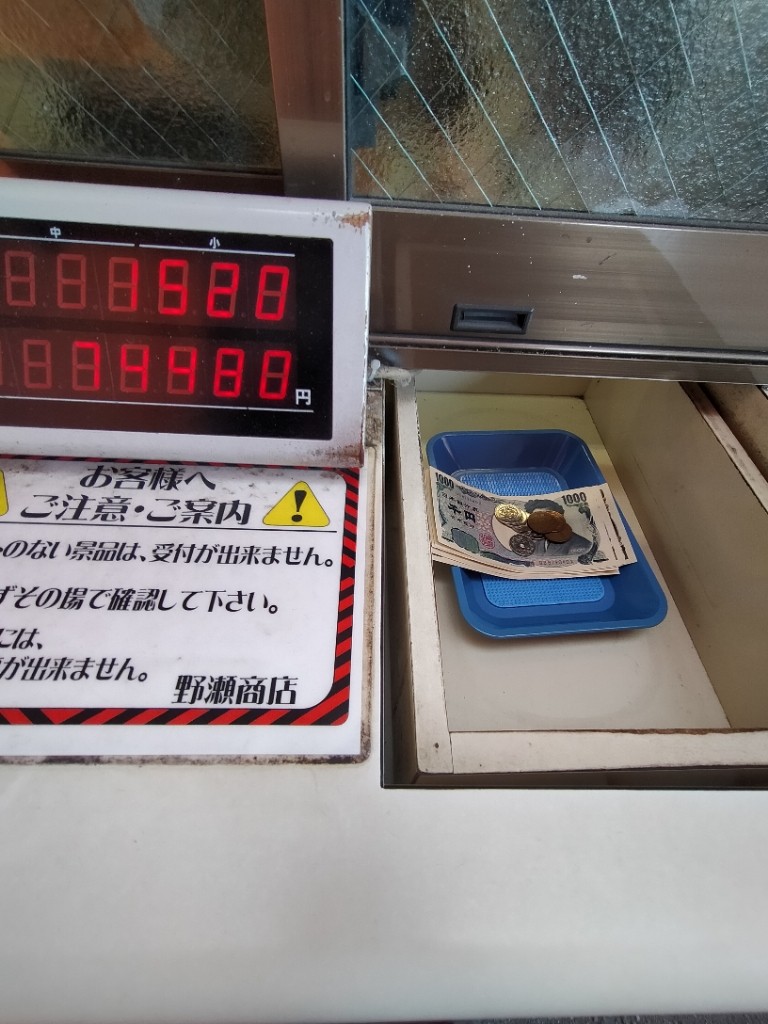 中 小
円
お客様へ
ご注意・ご案内
のない景品は、受付が出来ません。
ずその場で確認して下さい。
には、
が出来ません。
野瀬商店
1000
1000
千円